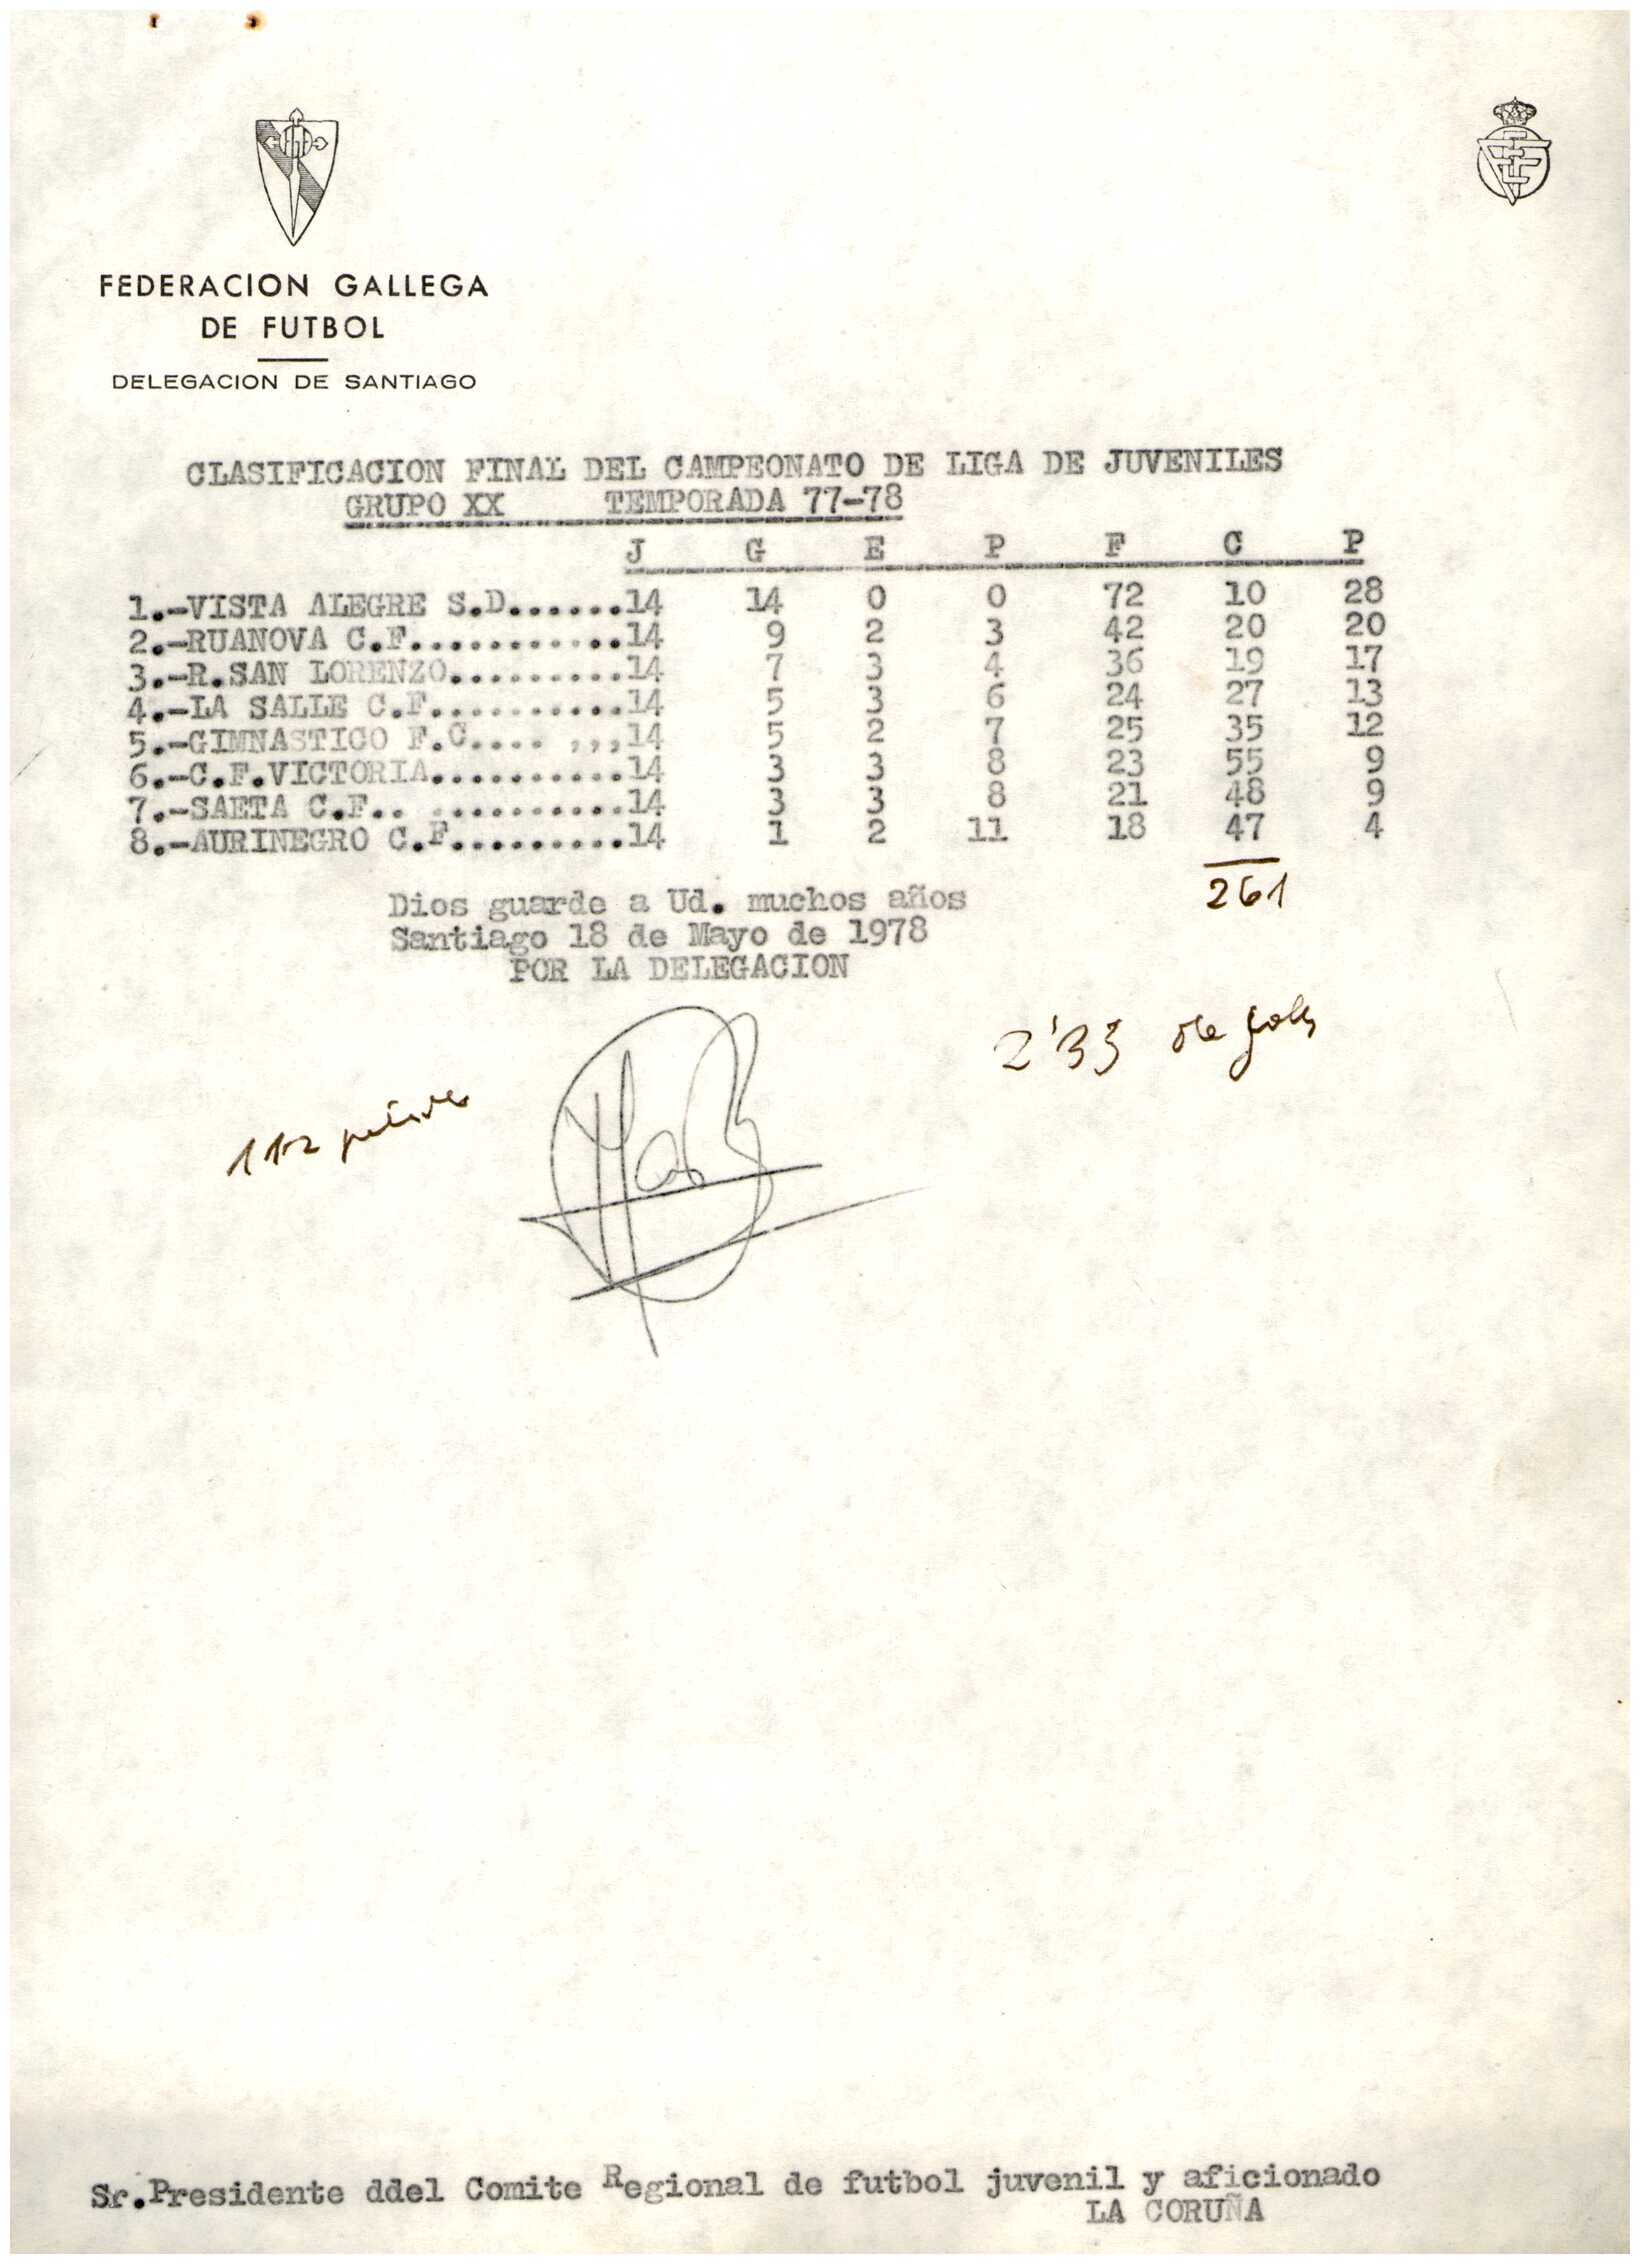 FEDERACION GALLEGA
DE FUTBOL
DELEGACION DE SANTIAGO
CLASIFICACION FINAL DEL CAMPEONATO DE LIGA DE JUVENILES
GRUPO XX TEMPORADA 77-78
J G E P F C P
1.-VISTA ALEGRE S.D......14 14 0 0 72 10 28
2.-RUANOVA C.F...........14 9 2 3 42 20 20
3.-R.SAN LORENZO.........14 7 3 4 36 19 17
4.-LA SALLE C.F..........14 5 3 6 24 27 13
5.-GIMNASTICO F.C.... ,,,14 5 2 7 25 35 12
6.-C.F.VICTORIA..........14 3 3 8 23 55 9
7.-SAETA C.F.. ..........14 3 3 8 21 48 9
8.-AURINEGRO C.F.........14 1 2 11 18 47 4
261
Dios guarde a Ud. muchos años
Santiago 18 de Mayo de 1978
POR LA DELEGACION
2'33 de goles
112
Sr.Presidente ddel Comite Regional de futbol juvenil y aficionado
LA CORUÑA